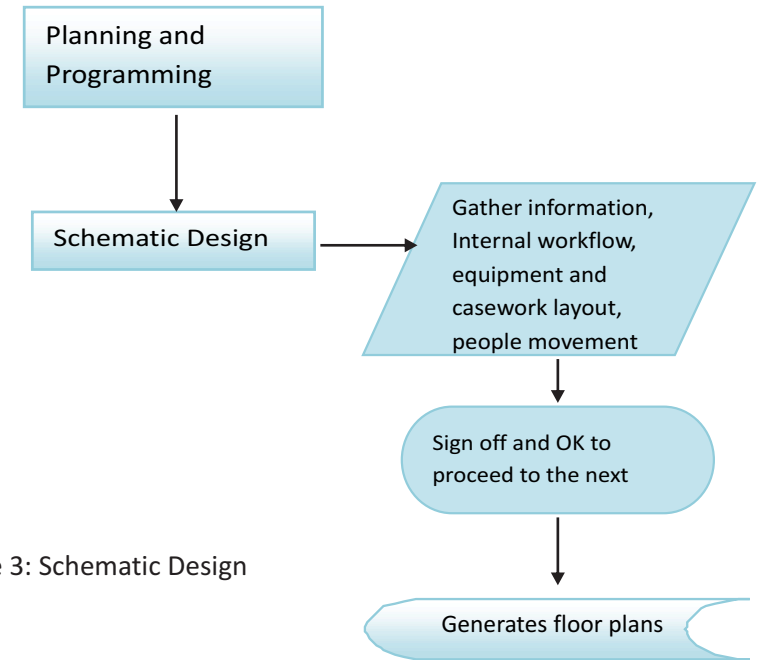 Planning and
Programming
Schematic Design
Gather information,
Internal workflow,
equipment and
casework layout,
people movement
Sign off and OK to
proceed to the next
3: Schematic Design
Generates floor plans